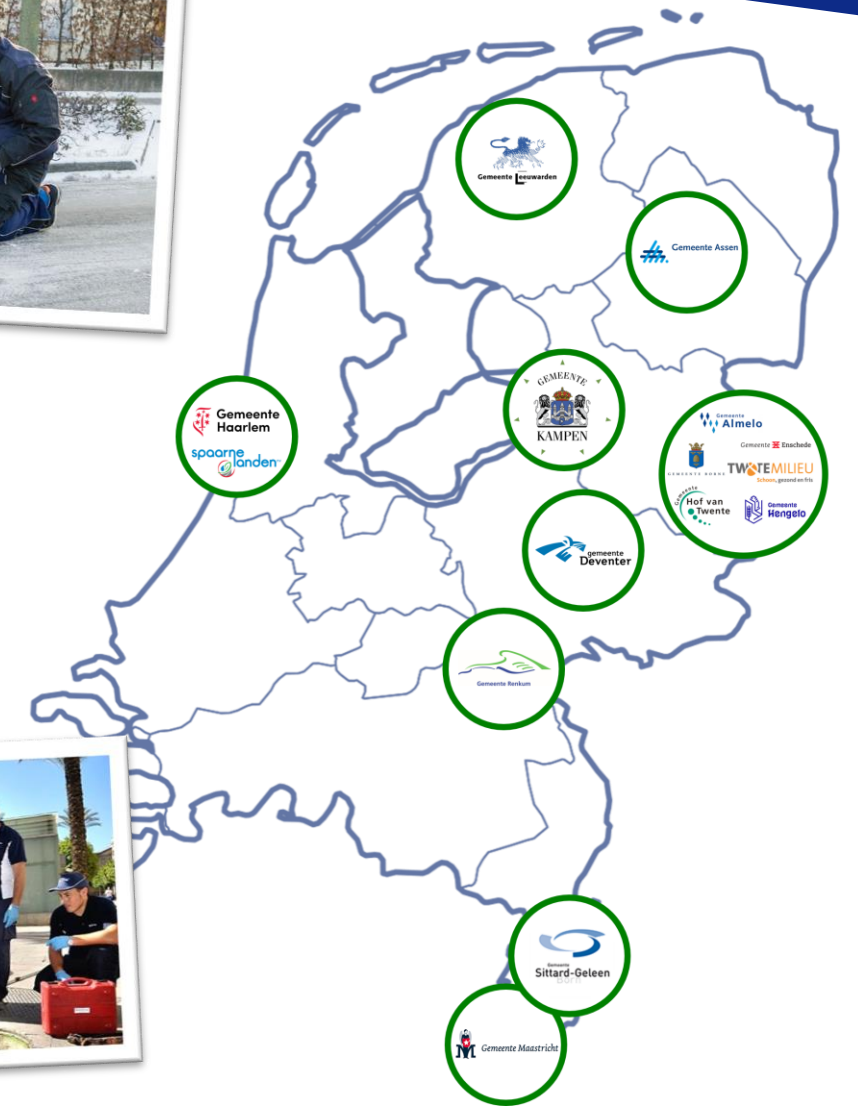 Gemeente Leeuwarden
Gemeente Assen
GEMEENTE
KAMPEN
Gemeente
Haarlem
spaarne
landen
Gemeente
Almelo
Gemeente Enschede
GEMEENTE BORNE
TWENTEMILIEU
Schoon, gezond en fris
Gemeente
Hof van
Twente
Gemeente
Hengelo
gemeente
Deventer
Gemeente Renkum
Gemeente
Sittard-Geleen
Born
Gemeente Maastricht